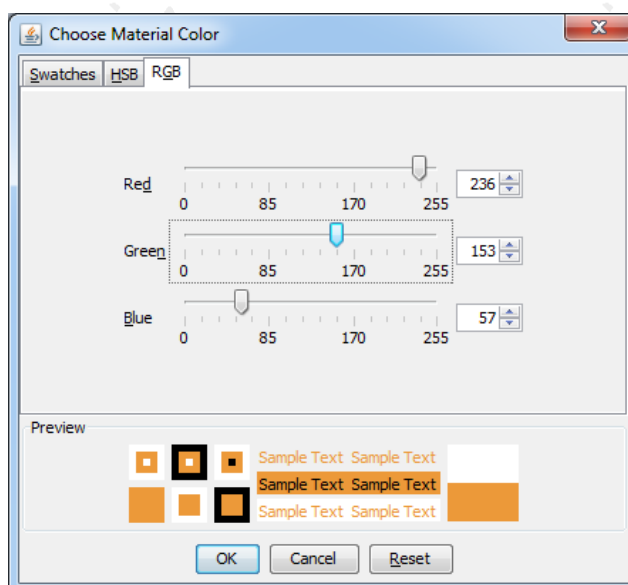 Choose Material Color
Swatches HSB RGB
Red 236
0 85 170 255
Green 153
0 85 170 255
Blue 57
0 85 170 255
Preview
Sample Text Sample Text
Sample Text Sample Text
Sample Text Sample Text
OK Cancel Reset